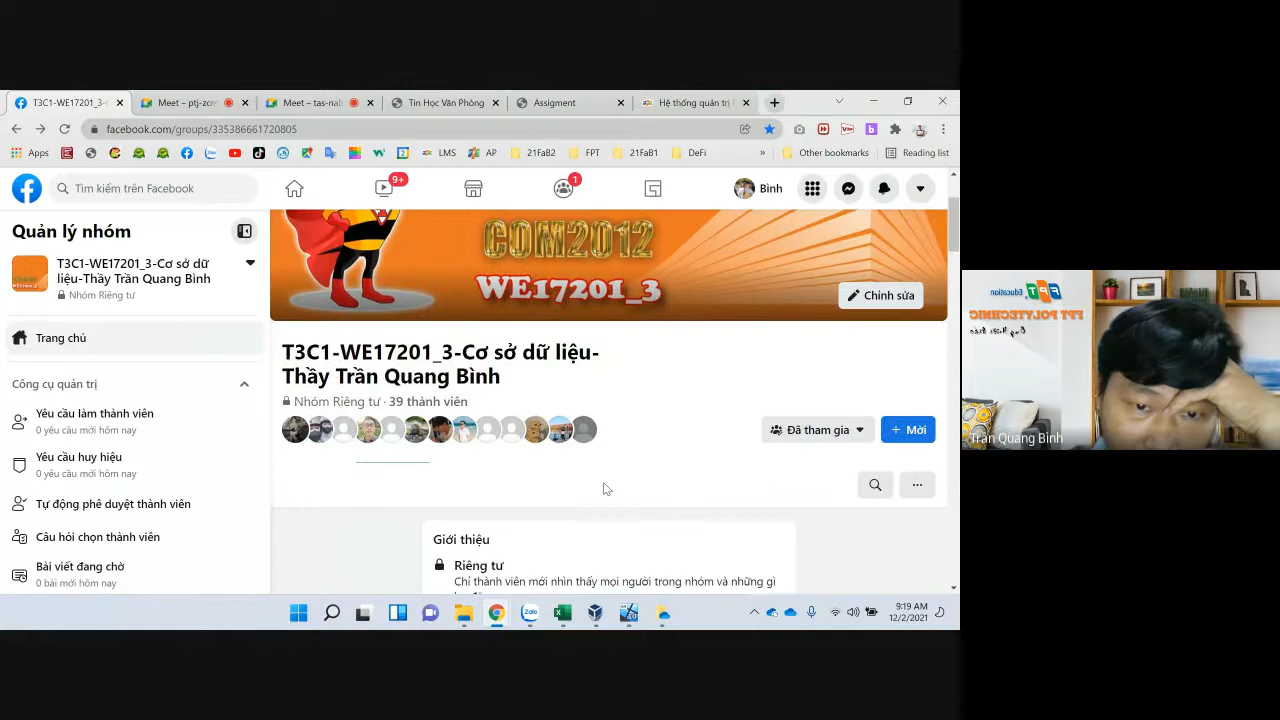 T3C1-WE17201_3-
Meet – ptj-zcm
Meet – tas-nab
Tin Học Văn Phòng
Assigment
Hệ thống quản trị
facebook.com/groups/335386661720805
Apps
LMS
AP
21FaB2
FPT
21FaB1
DeFi
»
Other bookmarks
Reading list
Tìm kiếm trên Facebook
9+
1
Bình
Quản lý nhóm
T3C1-WE17201_3-Cơ sở dữ
liệu-Thầy Trần Quang Bình
Nhóm Riêng tư
Trang chủ
Công cụ quản trị
Yêu cầu làm thành viên
0 yêu cầu mới hôm nay
Yêu cầu huy hiệu
0 yêu cầu mới hôm nay
Tự động phê duyệt thành viên
Câu hỏi chọn thành viên
Bài viết đang chờ
0 bài mới hôm nay
COM2012
WE17201_3
Chỉnh sửa
T3C1-WE17201_3-Cơ sở dữ liệu-
Thầy Trần Quang Bình
Nhóm Riêng tư · 39 thành viên
Đã tham gia
+ Mời
Giới thiệu
Riêng tư
Chỉ thành viên mới nhìn thấy mọi người trong nhóm và những gì
Zalo
9:19 AM
12/2/2021
FPT Education
FPT POLYTECHNIC
Trần Quang Bình